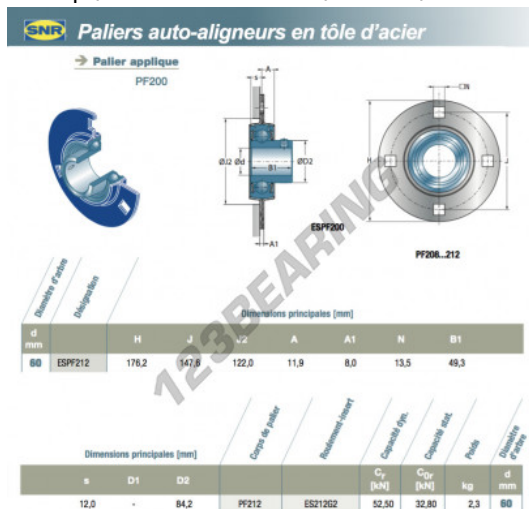 SNR Paliers auto-aligneurs en tôle d'acier
Palier applique
PF200
A
s
□N
ØJ2
Ød
B1
ØD2
H
J
A1
ESPF200
PF208...212
123BEARING
Diamètre d'arbre
Désignation
Dimensions principales [mm]
d mm H J J2 A A1 N B1
60 ESPF212 176,2 147,6 122,0 11,9 8,0 13,5 49,3
Corps de palier
Roulement-insert
Capacité dyn.
Capacité stat.
Poids
Diamètre d'arbre
Dimensions principales [mm]
s D1 D2 Cr [kN] C0r [kN] kg d mm
12,0 - 84,2 PF212 ES212G2 52,50 32,80 2,3 60